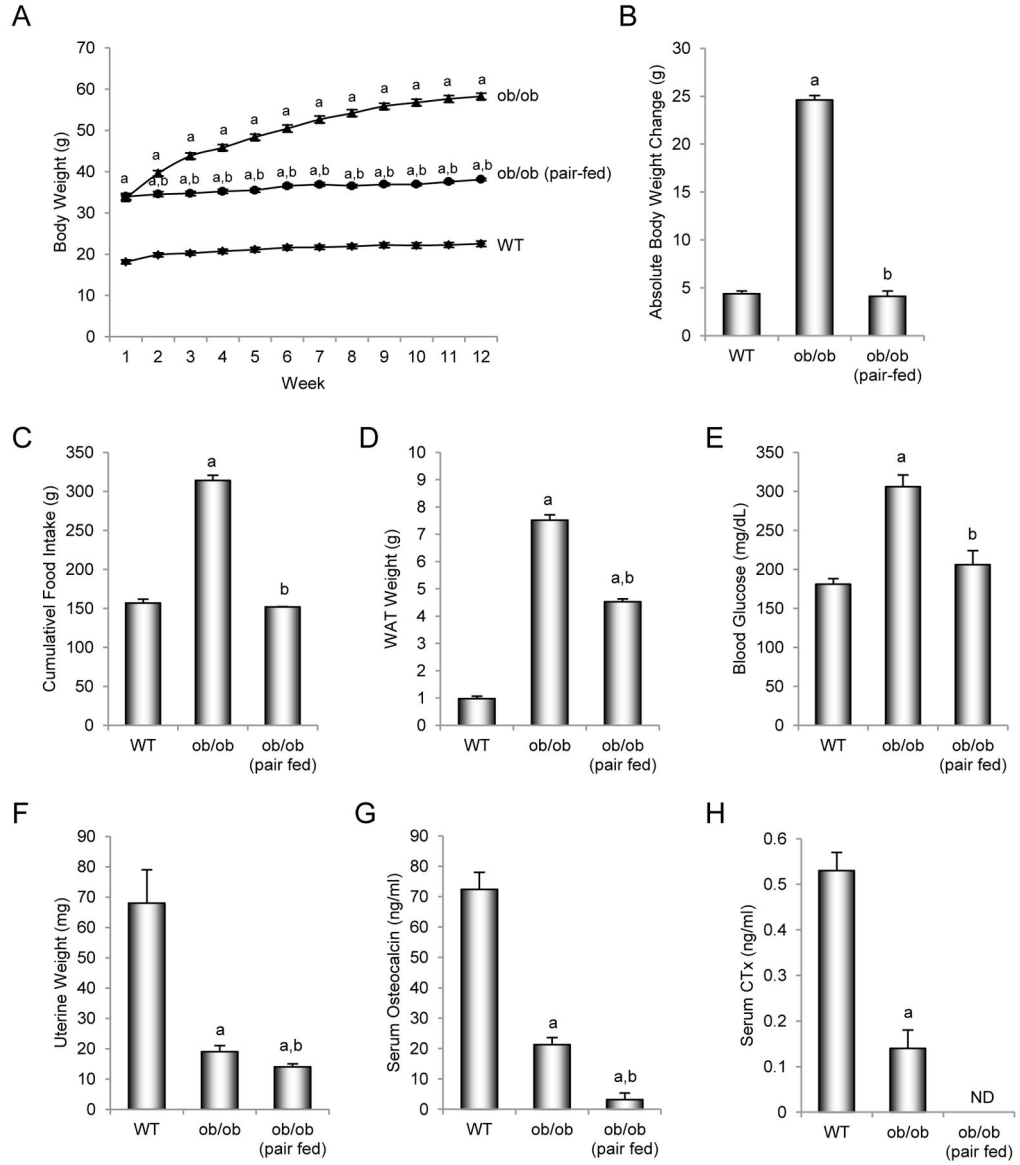 A
Body Weight (g)
70
60
50
40
30
20
10
0
a
a
a
a
a
a
a
a
a
a
a
a
ob/ob
a,b
a,b
a,b
a,b
a,b
a,b
a,b
a,b
a,b
a,b
a,b
ob/ob (pair-fed)
WT
1 2 3 4 5 6 7 8 9 10 11 12
Week
B
Absolute Body Weight Change (g)
30
25
20
15
10
5
0
a
b
WT ob/ob ob/ob
(pair-fed)
C
Cumulativel Food Intake (g)
350
300
250
200
150
100
50
0
a
b
WT ob/ob ob/ob
(pair fed)
D
WAT Weight (g)
10
9
8
7
6
5
4
3
2
1
0
a
a,b
WT ob/ob ob/ob
(pair fed)
E
Blood Glucose (mg/dL)
350
300
250
200
150
100
50
0
a
b
WT ob/ob ob/ob
(pair fed)
F
Uterine Weight (mg)
90
80
70
60
50
40
30
20
10
0
a
a,b
WT ob/ob ob/ob
(pair fed)
G
Serum Osteocalcin (ng/ml)
90
80
70
60
50
40
30
20
10
0
a
a,b
WT ob/ob ob/ob
(pair fed)
H
Serum CTx (ng/ml)
0.6
0.5
0.4
0.3
0.2
0.1
0
a
ND
WT ob/ob ob/ob
(pair fed)